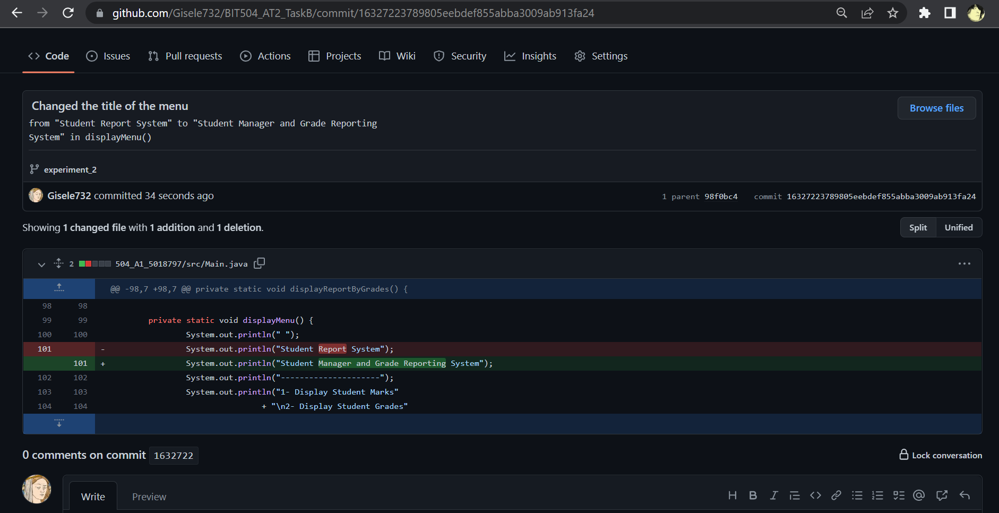 github.com/Gisele732/BIT504_AT2_TaskB/commit/16327223789805eebdef855abba3009ab913fa24
Code Issues Pull requests Actions Projects Wiki Security Insights Settings
Changed the title of the menu
Browse files
from "Student Report System" to "Student Manager and Grade Reporting
System" in displayMenu()
experiment_2
Gisele732 committed 34 seconds ago 1 parent 98f0bc4 commit 16327223789805eebdef855abba3009ab913fa24
Showing 1 changed file with 1 addition and 1 deletion. Split Unified
2 504_A1_5018797/src/Main.java
@@ -98,7 +98,7 @@ private static void displayReportByGrades() {
98 98
99 99 private static void displayMenu() {
100 100 System.out.println(" ");
101 - System.out.println("Student Report System");
101 + System.out.println("Student Manager and Grade Reporting System");
102 102 System.out.println("---------------------");
103 103 System.out.println("1- Display Student Marks"
104 104 + "\n2- Display Student Grades"
0 comments on commit 1632722 Lock conversation
Write Preview